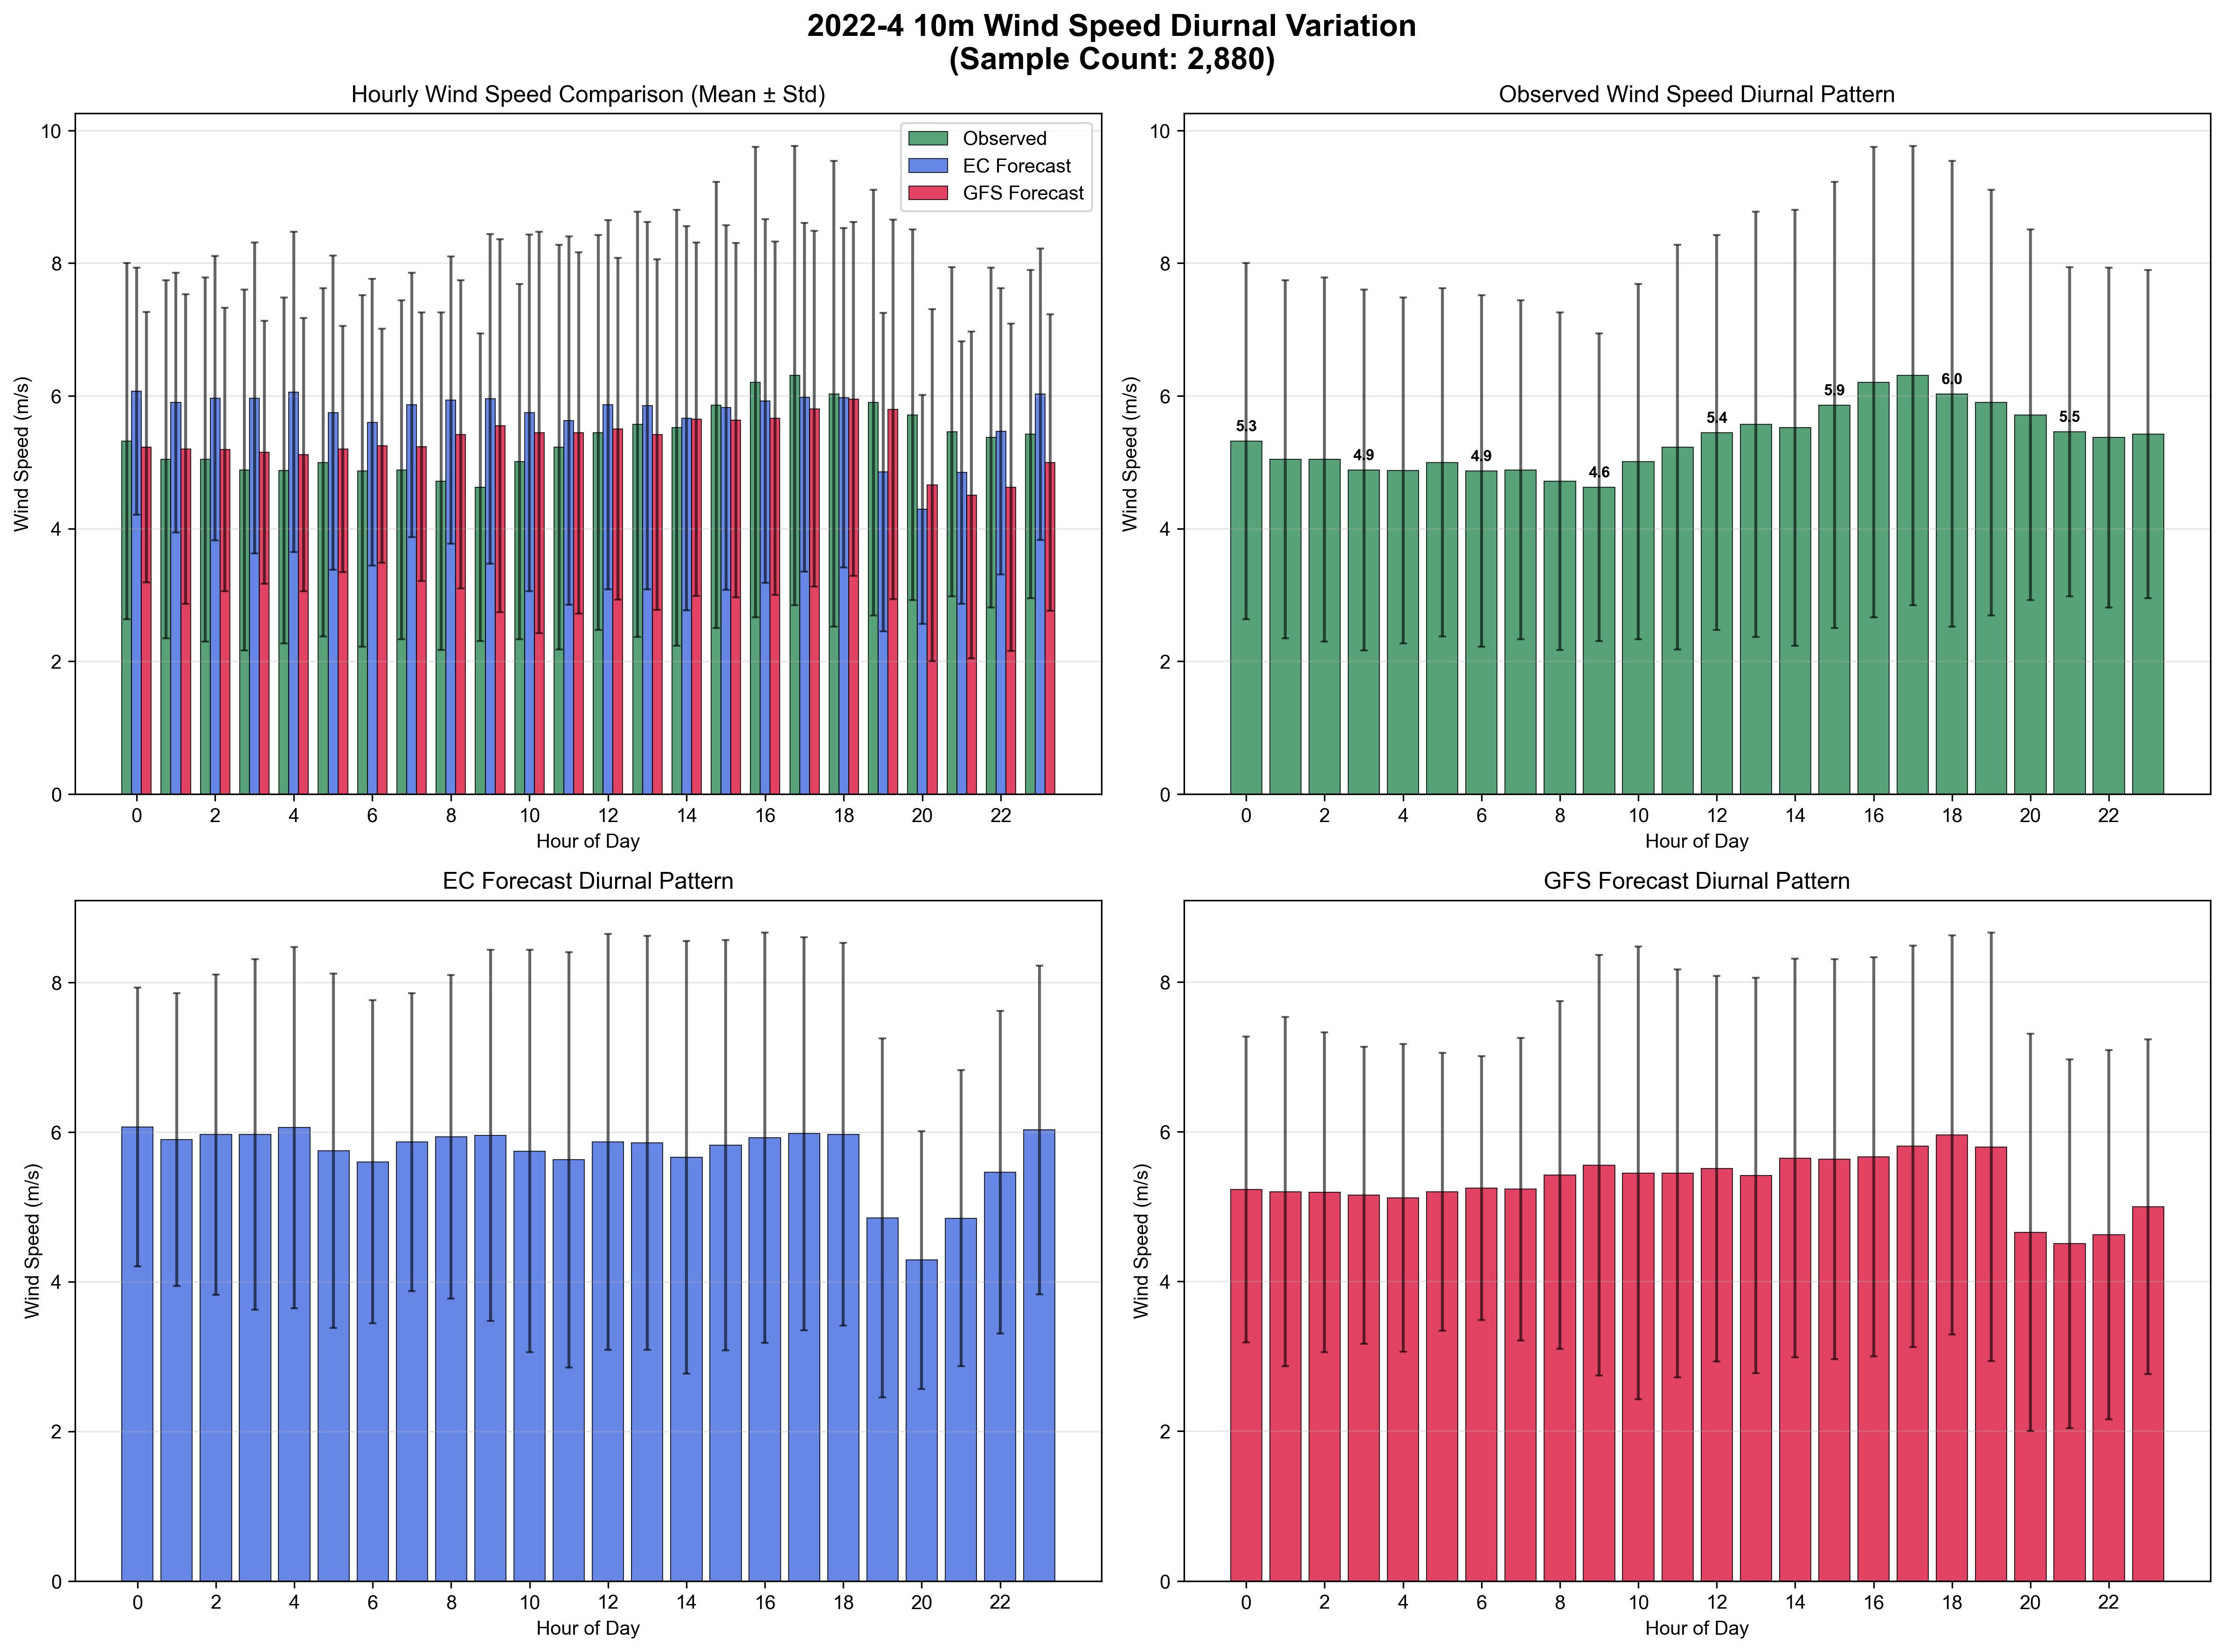 2022-4 10m Wind Speed Diurnal Variation
(Sample Count: 2,880)
Hourly Wind Speed Comparison (Mean ± Std)
Wind Speed (m/s)
10
8
6
4
2
0
Observed
EC Forecast
GFS Forecast
0 2 4 6 8 10 12 14 16 18 20 22
Hour of Day
Observed Wind Speed Diurnal Pattern
Wind Speed (m/s)
10
8
6
4
2
0
5.3 4.9 4.9 4.6 5.4 5.9 6.0 5.5
0 2 4 6 8 10 12 14 16 18 20 22
Hour of Day
EC Forecast Diurnal Pattern
Wind Speed (m/s)
8
6
4
2
0
0 2 4 6 8 10 12 14 16 18 20 22
Hour of Day
GFS Forecast Diurnal Pattern
Wind Speed (m/s)
8
6
4
2
0
0 2 4 6 8 10 12 14 16 18 20 22
Hour of Day